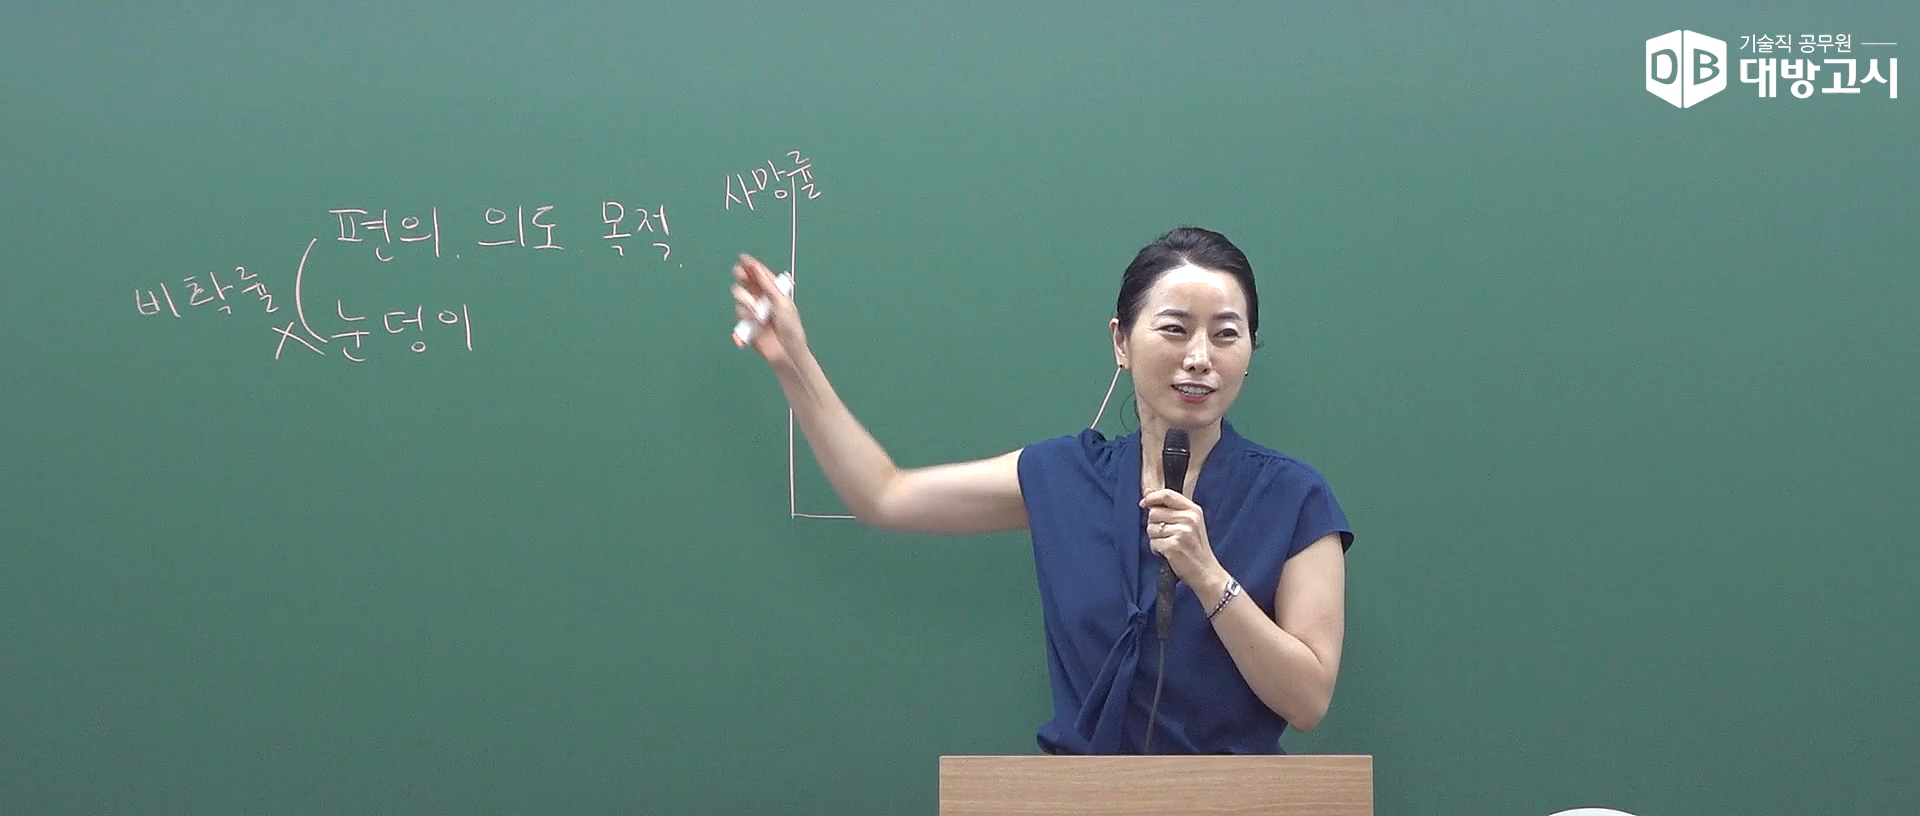 기술직 공무원
대방고시
DB
사망률
편의. 의도. 목적.
비확률
눈덩이